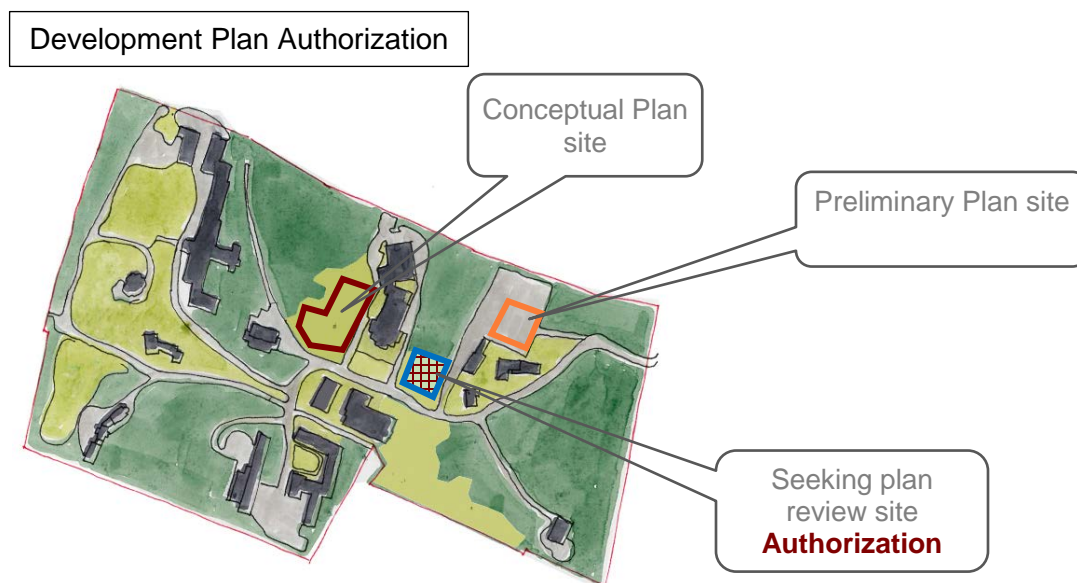 Development Plan Authorization
Conceptual Plan
site
Preliminary Plan site
Seeking plan
review site
Authorization